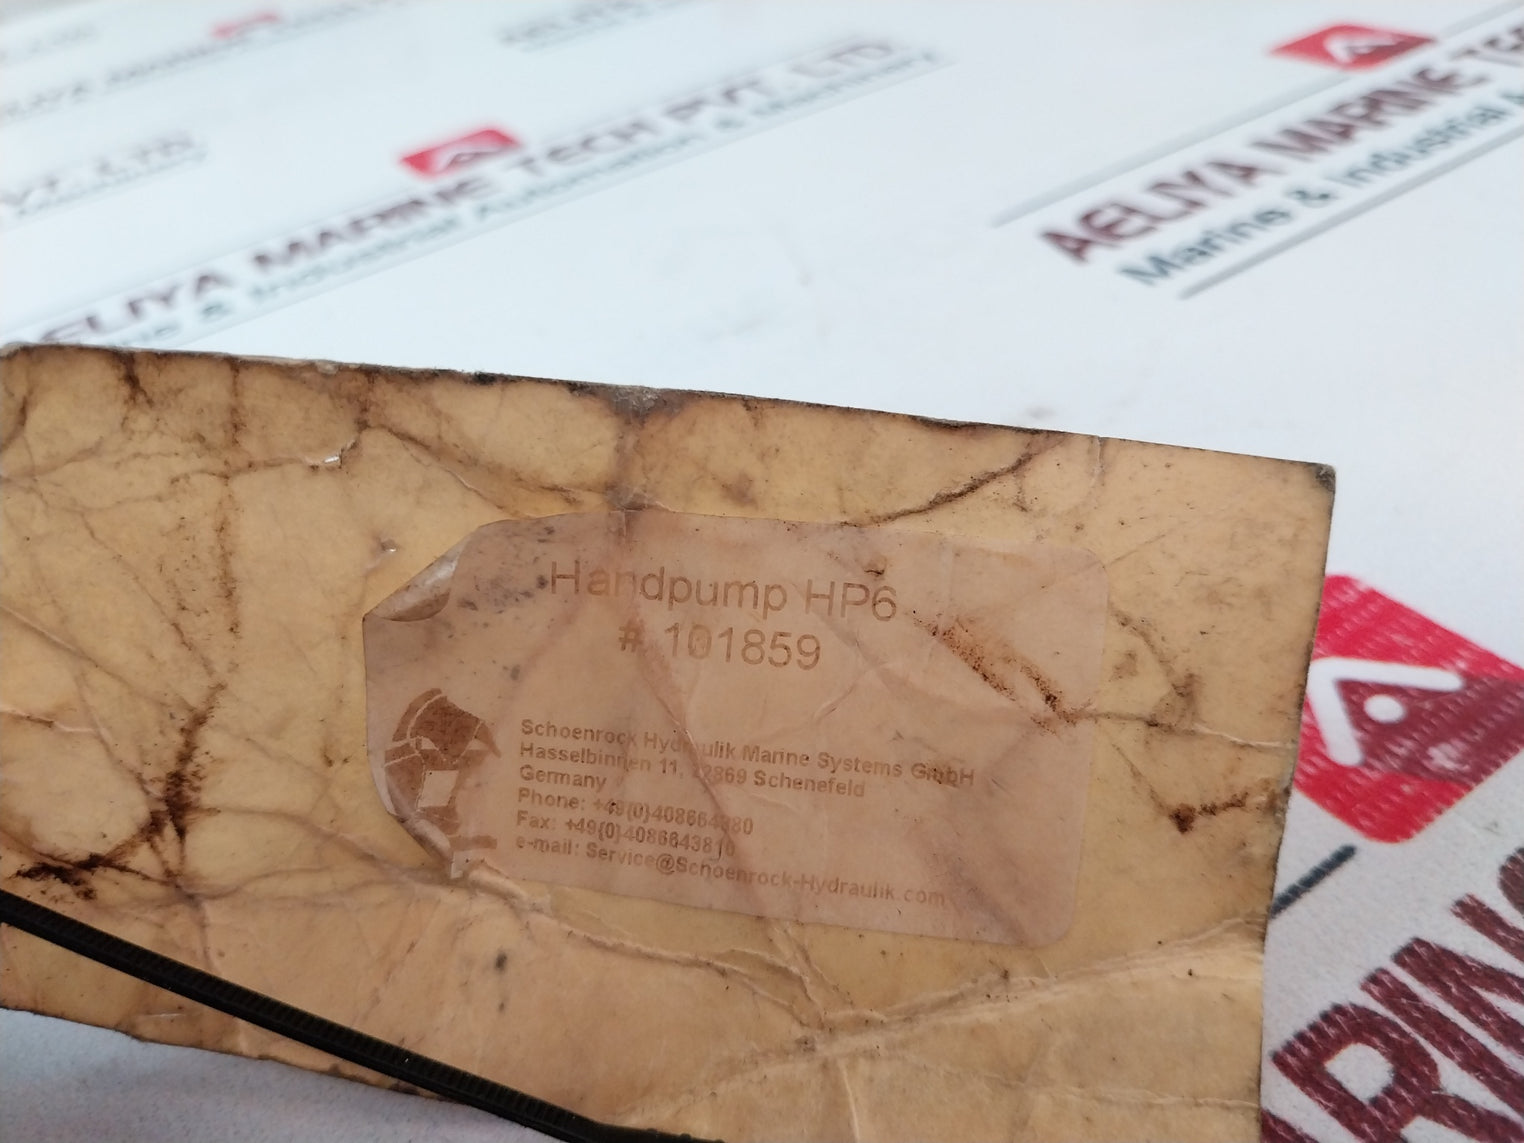 AELIYA MARINE TECH PVT. LTD
Marine & Industrial Automation & Machinery
AELIYA MARINE
Marine & Industrial
Handpump HP6
# 101859
Schoenrock Hydraulik Marine Systems GmbH
Hasselbinnen 11, 22869 Schenefeld
Germany
Phone: +49(0)408664380
Fax: +49(0)4086643810
e-mail: Service@Schoenrock-Hydraulik.com